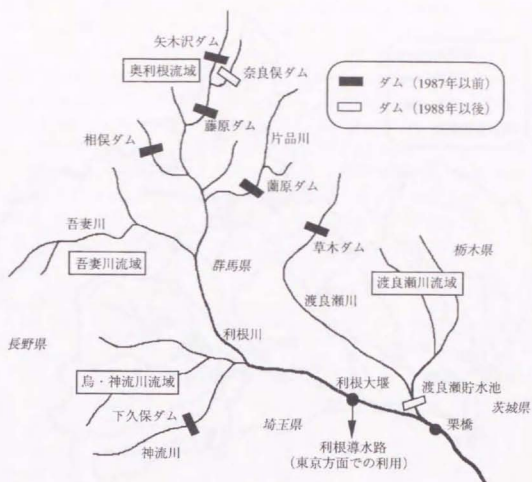 矢木沢ダム
奥利根流域
奈良俣ダム
ダム（1987年以前）
ダム（1988年以後）
藤原ダム
片品川
相俣ダム
薗原ダム
吾妻川
草木ダム
栃木県
吾妻川流域
群馬県
渡良瀬川流域
渡良瀬川
長野県
利根川
烏・神流川流域
利根大堰
渡良瀬貯水池
茨城県
下久保ダム
埼玉県
栗橋
神流川
利根導水路
（東京方面での利用）